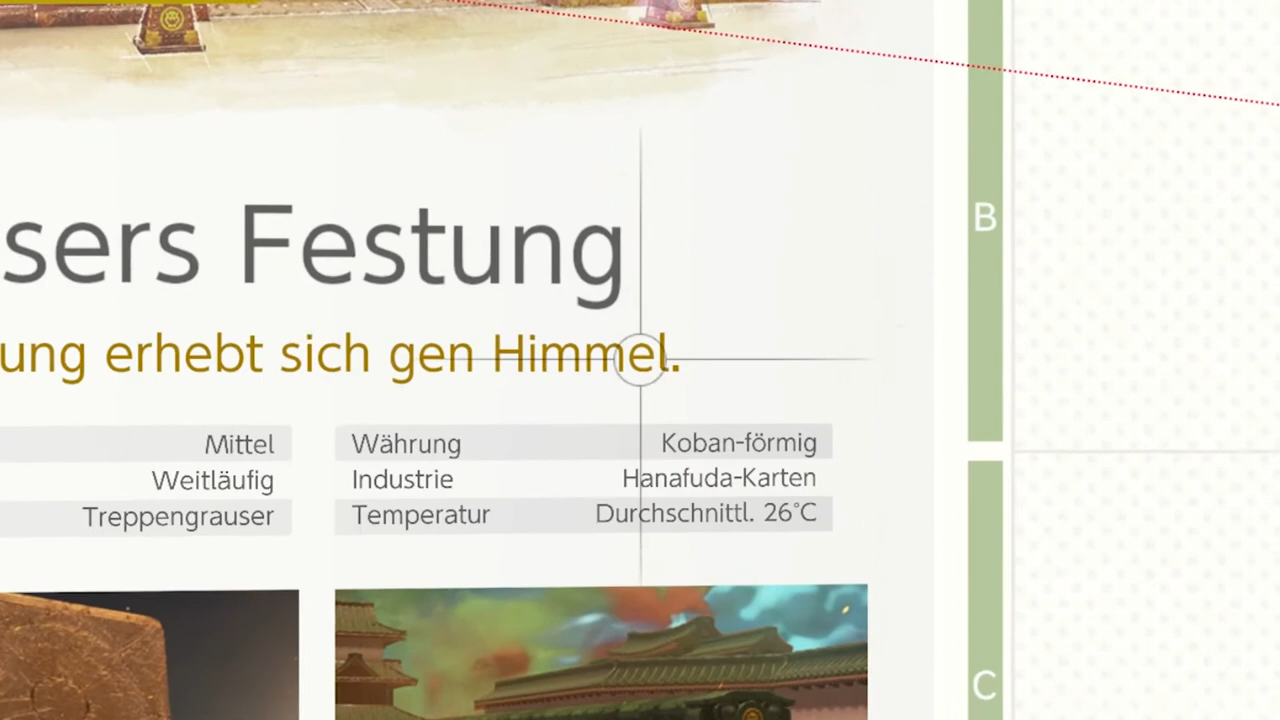 sers Festung
ung erhebt sich gen Himmel.
Mittel
Weitläufig
Treppengrauser
Währung Koban-förmig
Industrie Hanafuda-Karten
Temperatur Durchschnittl. 26°C
B
C